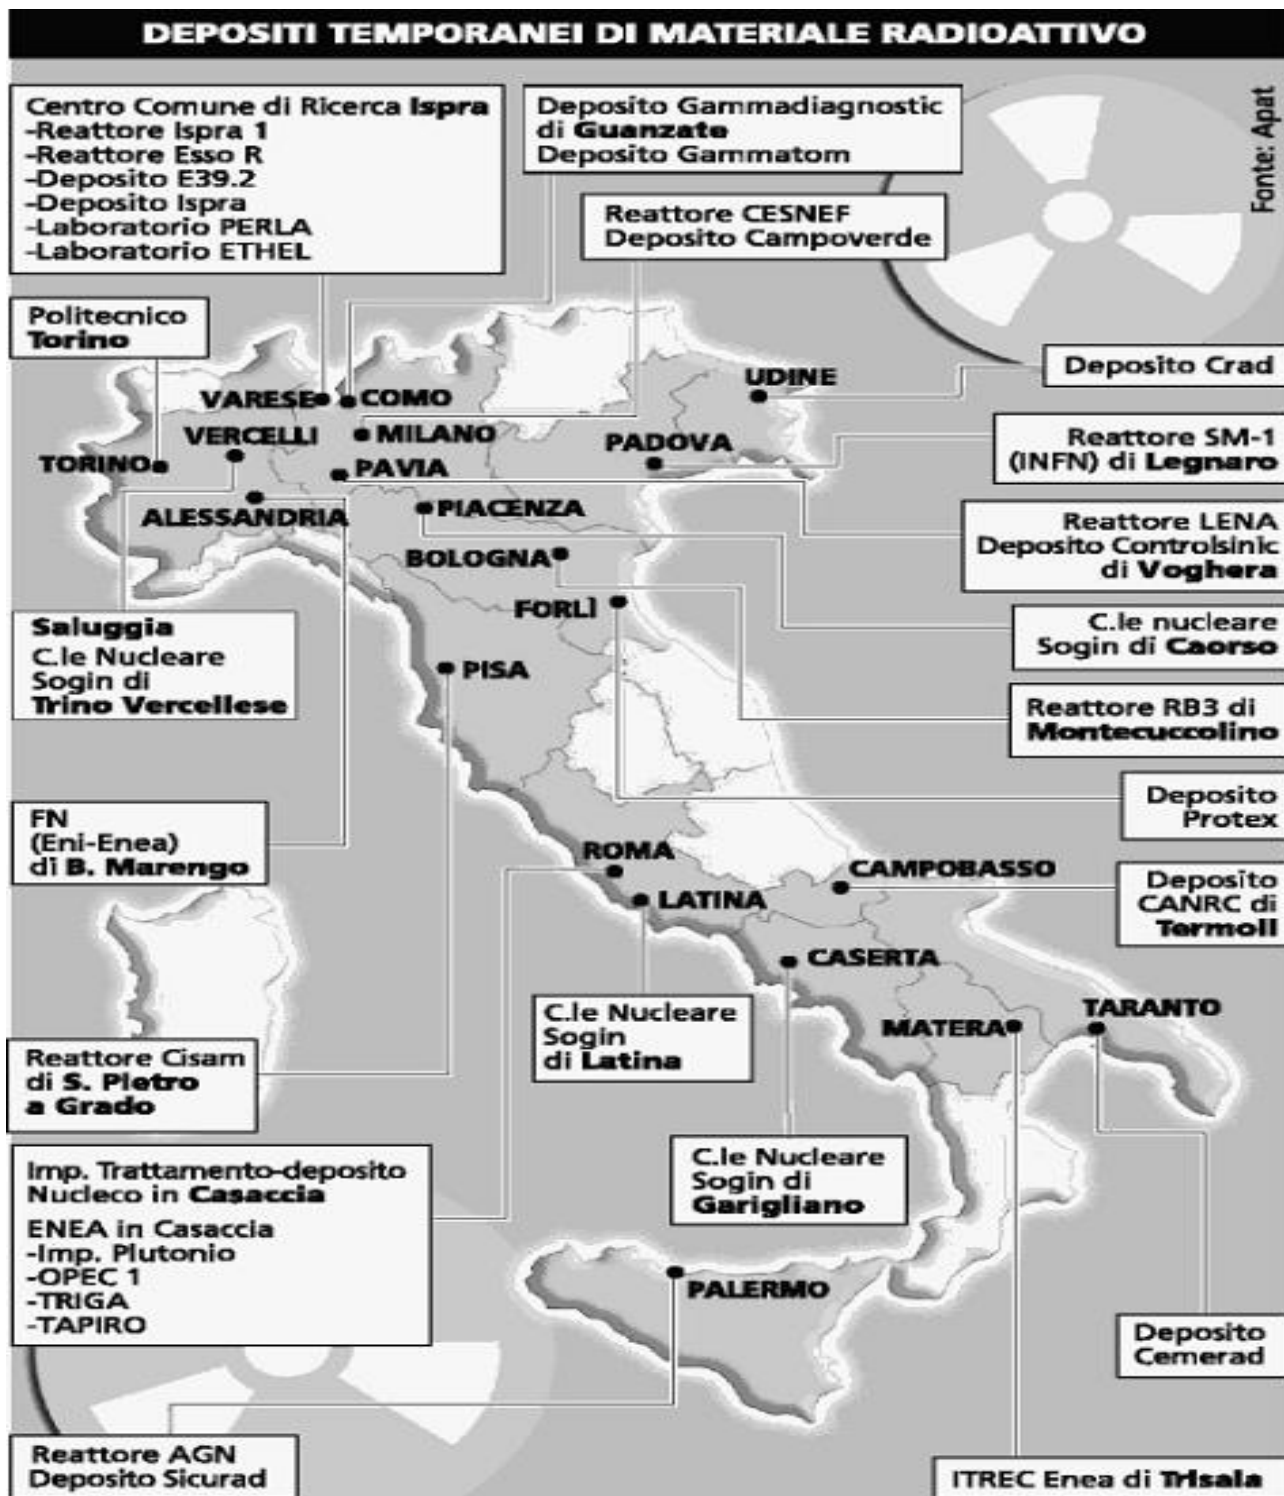 DEPOSITI TEMPORANEI DI MATERIALE RADIOATTIVO
Centro Comune di Ricerca Ispra
-Reattore Ispra 1
-Reattore Esso R
-Deposito E39.2
-Deposito Ispra
-Laboratorio PERLA
-Laboratorio ETHEL
Deposito Gammadiagnostic
di Guanzate
Deposito Gammatom
Fonte: Apat
Reattore CESNEF
Deposito Campoverde
Politecnico
Torino
Deposito Crad
UDINE
VARESE
COMO
VERCELLI
MILANO
PADOVA
Reattore SM-1
(INFN) di Legnaro
TORINO
PAVIA
ALESSANDRIA
PIACENZA
Reattore LENA
Deposito Controlsinic
di Voghera
BOLOGNA
FORLÌ
Saluggia
C.le Nucleare
Sogin di
Trino Vercellese
C.le nucleare
Sogin di Caorso
PISA
Reattore RB3 di
Montecuccolino
Deposito
Protex
FN
(Eni-Enea)
di B. Marengo
ROMA
CAMPOBASSO
LATINA
Deposito
CANRC di
Termoli
CASERTA
C.le Nucleare
Sogin
di Latina
MATERA
TARANTO
Reattore Cisam
di S. Pietro
a Grado
C.le Nucleare
Sogin di
Garigliano
Imp. Trattamento-deposito
Nucleco in Casaccia
ENEA in Casaccia
-Imp. Plutonio
-OPEC 1
-TRIGA
-TAPIRO
PALERMO
Deposito
Cemerad
Reattore AGN
Deposito Sicurad
ITREC Enea di Trisaia